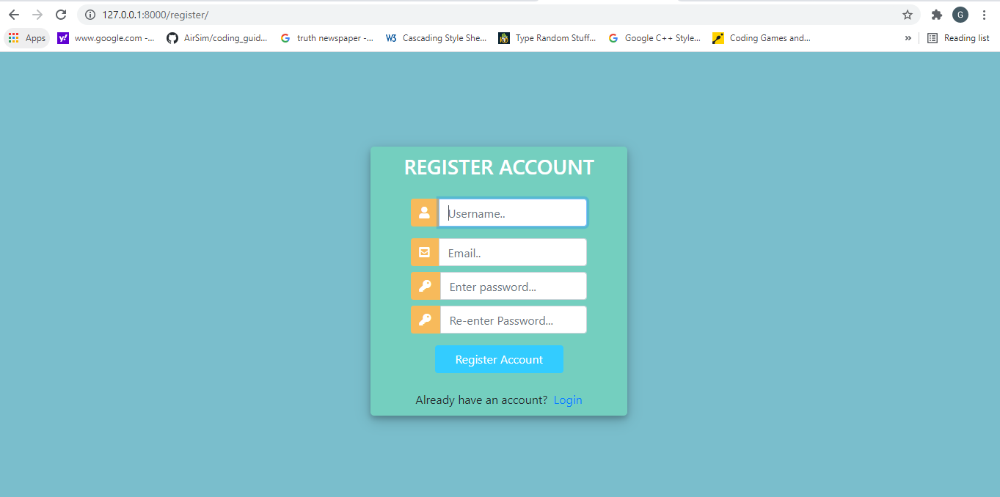 127.0.0.1:8000/register/
G
Apps
www.google.com -...
AirSim/coding_guid...
truth newspaper -...
W3
Cascading Style She...
Type Random Stuff...
Google C++ Style...
Coding Games and...
»
Reading list
REGISTER ACCOUNT
Username..
Email..
Enter password...
Re-enter Password...
Register Account
Already have an account? Login